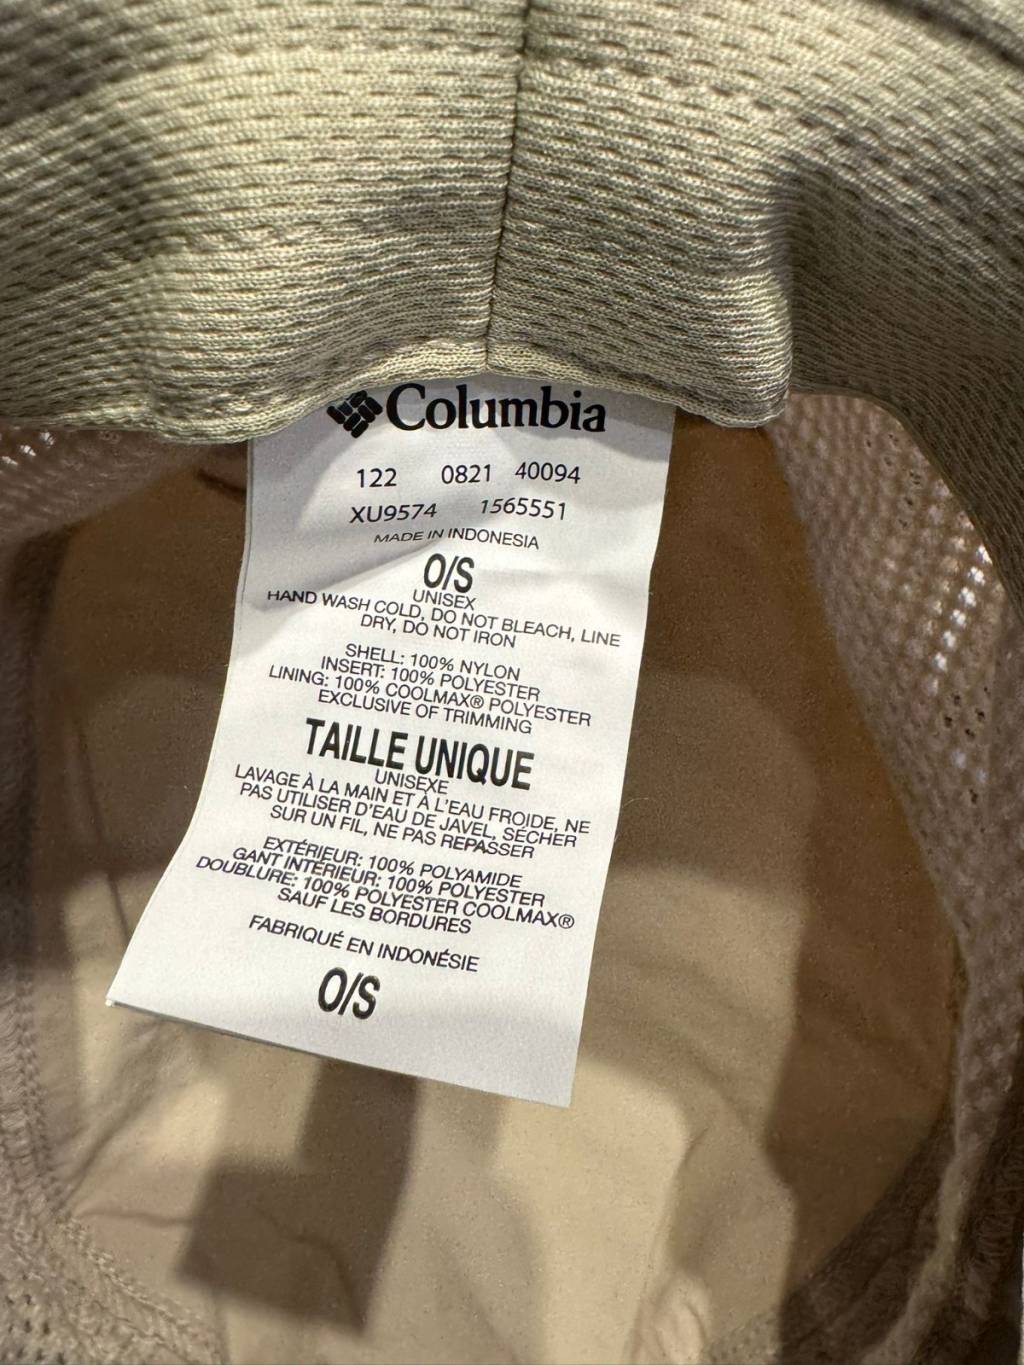 Columbia
122 0821 40094
XU9574 1565551
MADE IN INDONESIA
O/S
UNISEX
HAND WASH COLD, DO NOT BLEACH, LINE
DRY, DO NOT IRON
SHELL: 100% NYLON
INSERT: 100% POLYESTER
LINING: 100% COOLMAX® POLYESTER
EXCLUSIVE OF TRIMMING
TAILLE UNIQUE
UNISEXE
LAVAGE À LA MAIN ET À L'EAU FROIDE, NE
PAS UTILISER D'EAU DE JAVEL, SÉCHER
SUR UN FIL, NE PAS REPASSER
EXTÉRIEUR: 100% POLYAMIDE
GANT INTÉRIEUR: 100% POLYESTER
DOUBLURE: 100% POLYESTER COOLMAX®
SAUF LES BORDURES
FABRIQUÉ EN INDONÉSIE
O/S